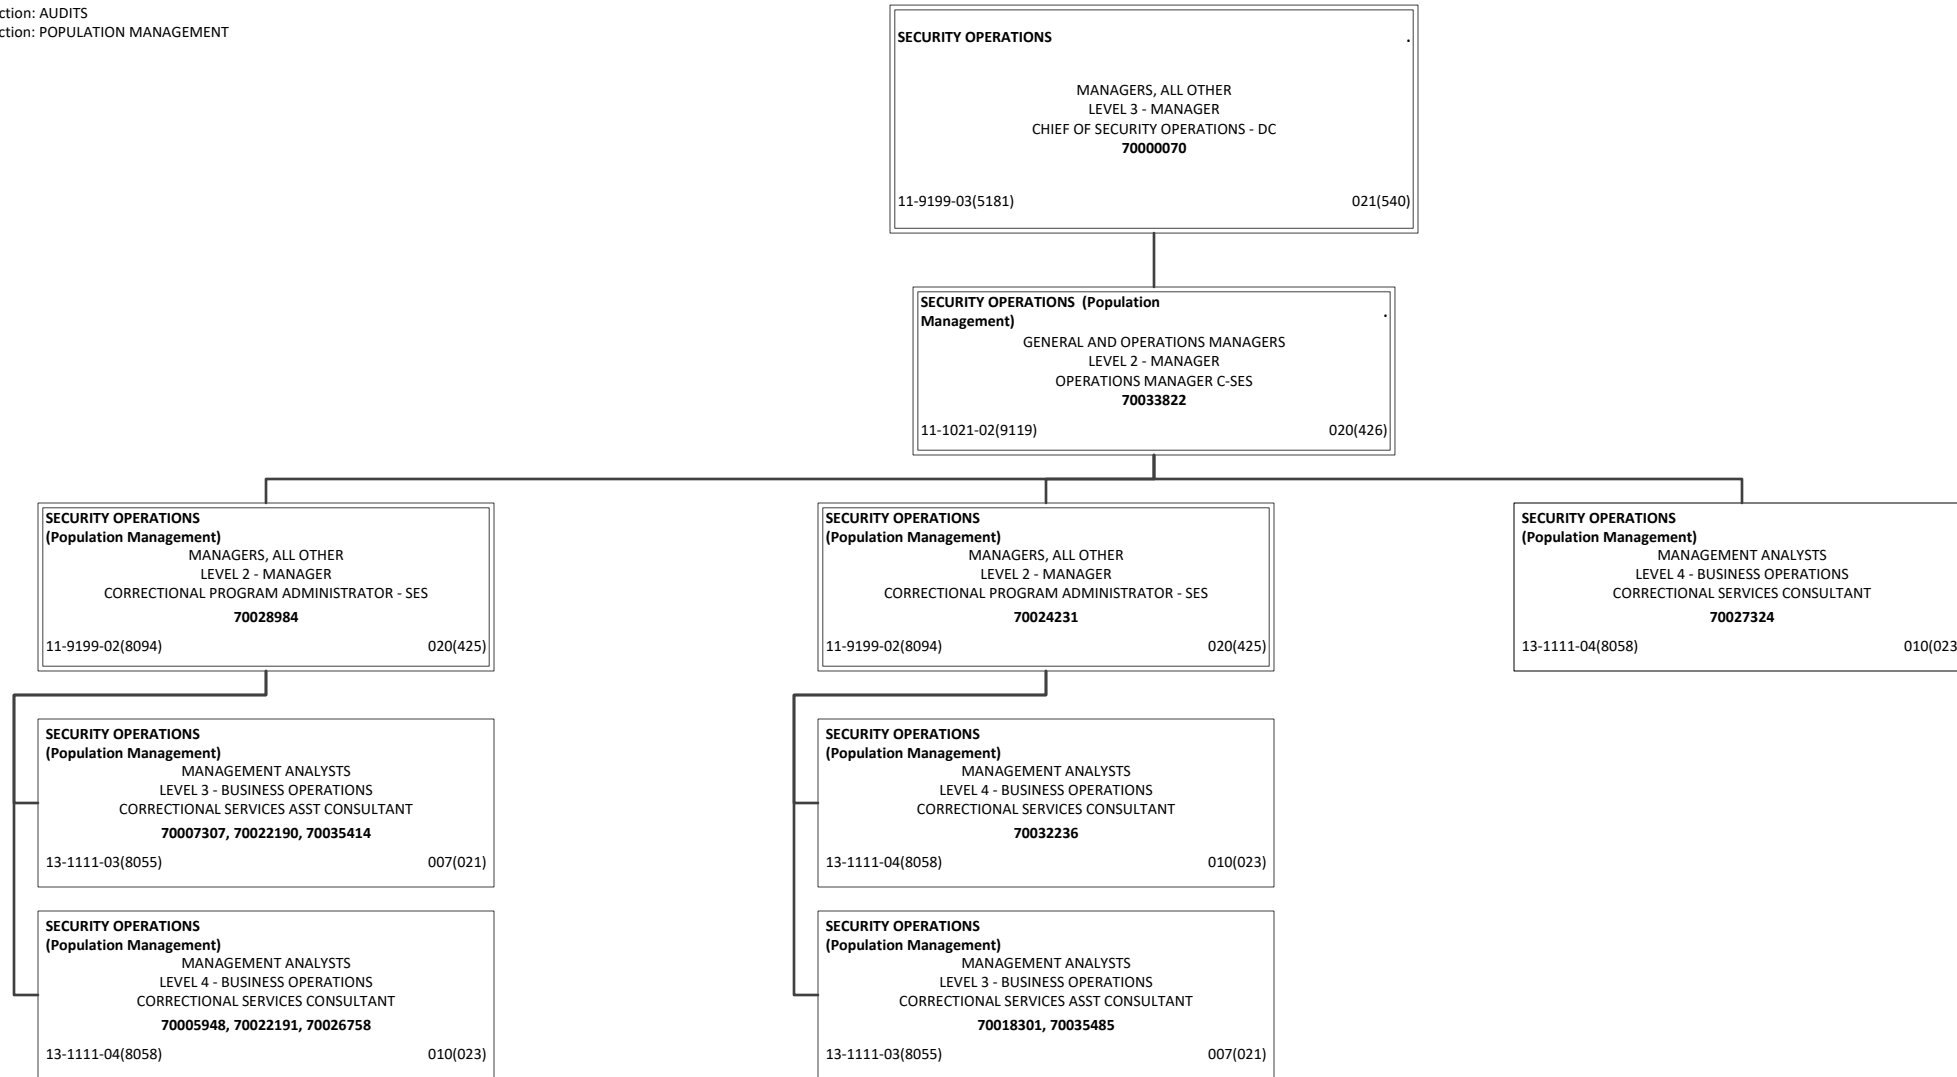 ction: AUDITS
ction: POPULATION MANAGEMENT
SECURITY OPERATIONS .
MANAGERS, ALL OTHER
LEVEL 3 - MANAGER
CHIEF OF SECURITY OPERATIONS - DC
70000070
11-9199-03(5181) 021(540)
SECURITY OPERATIONS (Population
Management) .
GENERAL AND OPERATIONS MANAGERS
LEVEL 2 - MANAGER
OPERATIONS MANAGER C-SES
70033822
11-1021-02(9119) 020(426)
SECURITY OPERATIONS
(Population Management)
MANAGERS, ALL OTHER
LEVEL 2 - MANAGER
CORRECTIONAL PROGRAM ADMINISTRATOR - SES
70028984
11-9199-02(8094) 020(425)
SECURITY OPERATIONS
(Population Management)
MANAGEMENT ANALYSTS
LEVEL 3 - BUSINESS OPERATIONS
CORRECTIONAL SERVICES ASST CONSULTANT
70007307, 70022190, 70035414
13-1111-03(8055) 007(021)
SECURITY OPERATIONS
(Population Management)
MANAGEMENT ANALYSTS
LEVEL 4 - BUSINESS OPERATIONS
CORRECTIONAL SERVICES CONSULTANT
70005948, 70022191, 70026758
13-1111-04(8058) 010(023)
SECURITY OPERATIONS
(Population Management)
MANAGERS, ALL OTHER
LEVEL 2 - MANAGER
CORRECTIONAL PROGRAM ADMINISTRATOR - SES
70024231
11-9199-02(8094) 020(425)
SECURITY OPERATIONS
(Population Management)
MANAGEMENT ANALYSTS
LEVEL 4 - BUSINESS OPERATIONS
CORRECTIONAL SERVICES CONSULTANT
70032236
13-1111-04(8058) 010(023)
SECURITY OPERATIONS
(Population Management)
MANAGEMENT ANALYSTS
LEVEL 3 - BUSINESS OPERATIONS
CORRECTIONAL SERVICES ASST CONSULTANT
70018301, 70035485
13-1111-03(8055) 007(021)
SECURITY OPERATIONS
(Population Management)
MANAGEMENT ANALYSTS
LEVEL 4 - BUSINESS OPERATIONS
CORRECTIONAL SERVICES CONSULTANT
70027324
13-1111-04(8058) 010(023